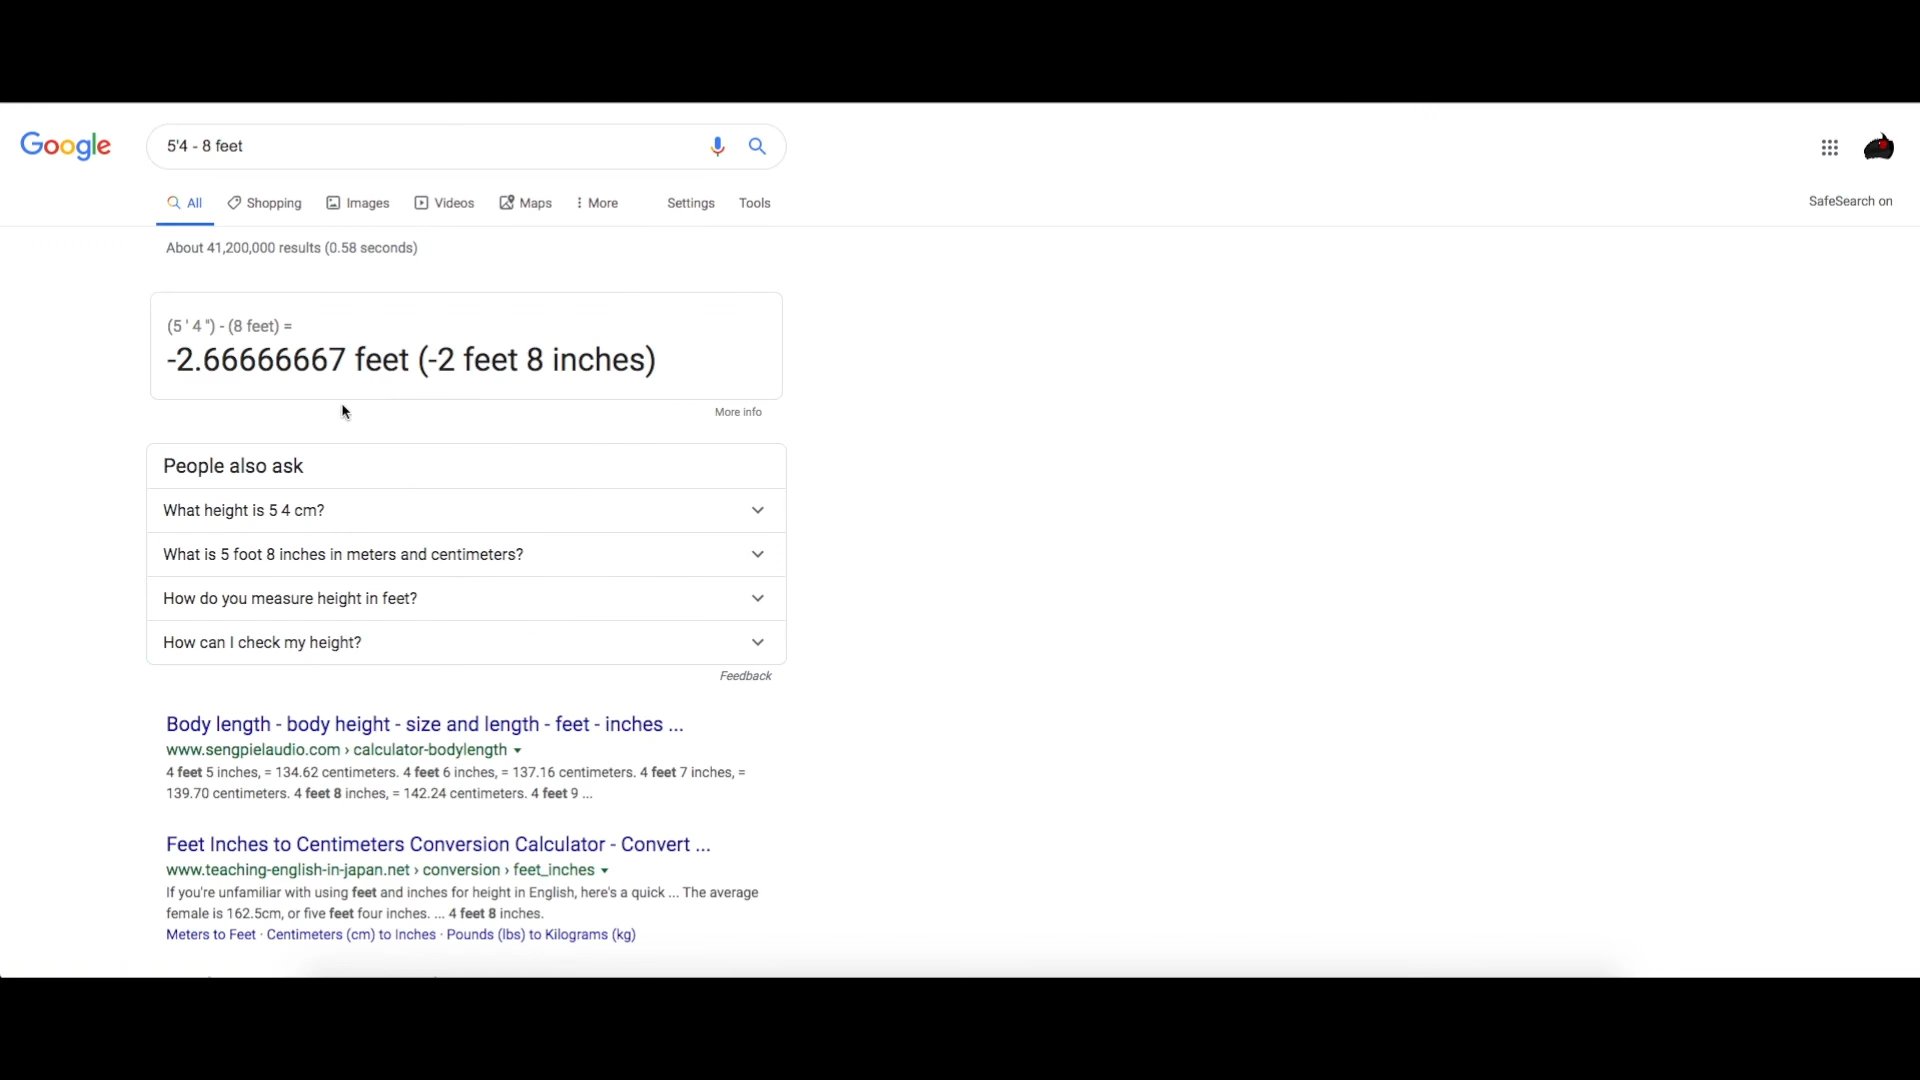 Google
5'4 - 8 feet
All Shopping Images Videos Maps More Settings Tools
SafeSearch on
About 41,200,000 results (0.58 seconds)
(5 ' 4 ") - (8 feet) =
-2.66666667 feet (-2 feet 8 inches)
More info
People also ask
What height is 5 4 cm?
What is 5 foot 8 inches in meters and centimeters?
How do you measure height in feet?
How can I check my height?
Feedback
Body length - body height - size and length - feet - inches ...
www.sengpielaudio.com › calculator-bodylength
4 feet 5 inches, = 134.62 centimeters. 4 feet 6 inches, = 137.16 centimeters. 4 feet 7 inches, =
139.70 centimeters. 4 feet 8 inches, = 142.24 centimeters. 4 feet 9 ...
Feet Inches to Centimeters Conversion Calculator - Convert ...
www.teaching-english-in-japan.net › conversion › feet_inches
If you're unfamiliar with using feet and inches for height in English, here's a quick ... The average
female is 162.5cm, or five feet four inches. ... 4 feet 8 inches.
Meters to Feet · Centimeters (cm) to Inches · Pounds (lbs) to Kilograms (kg)